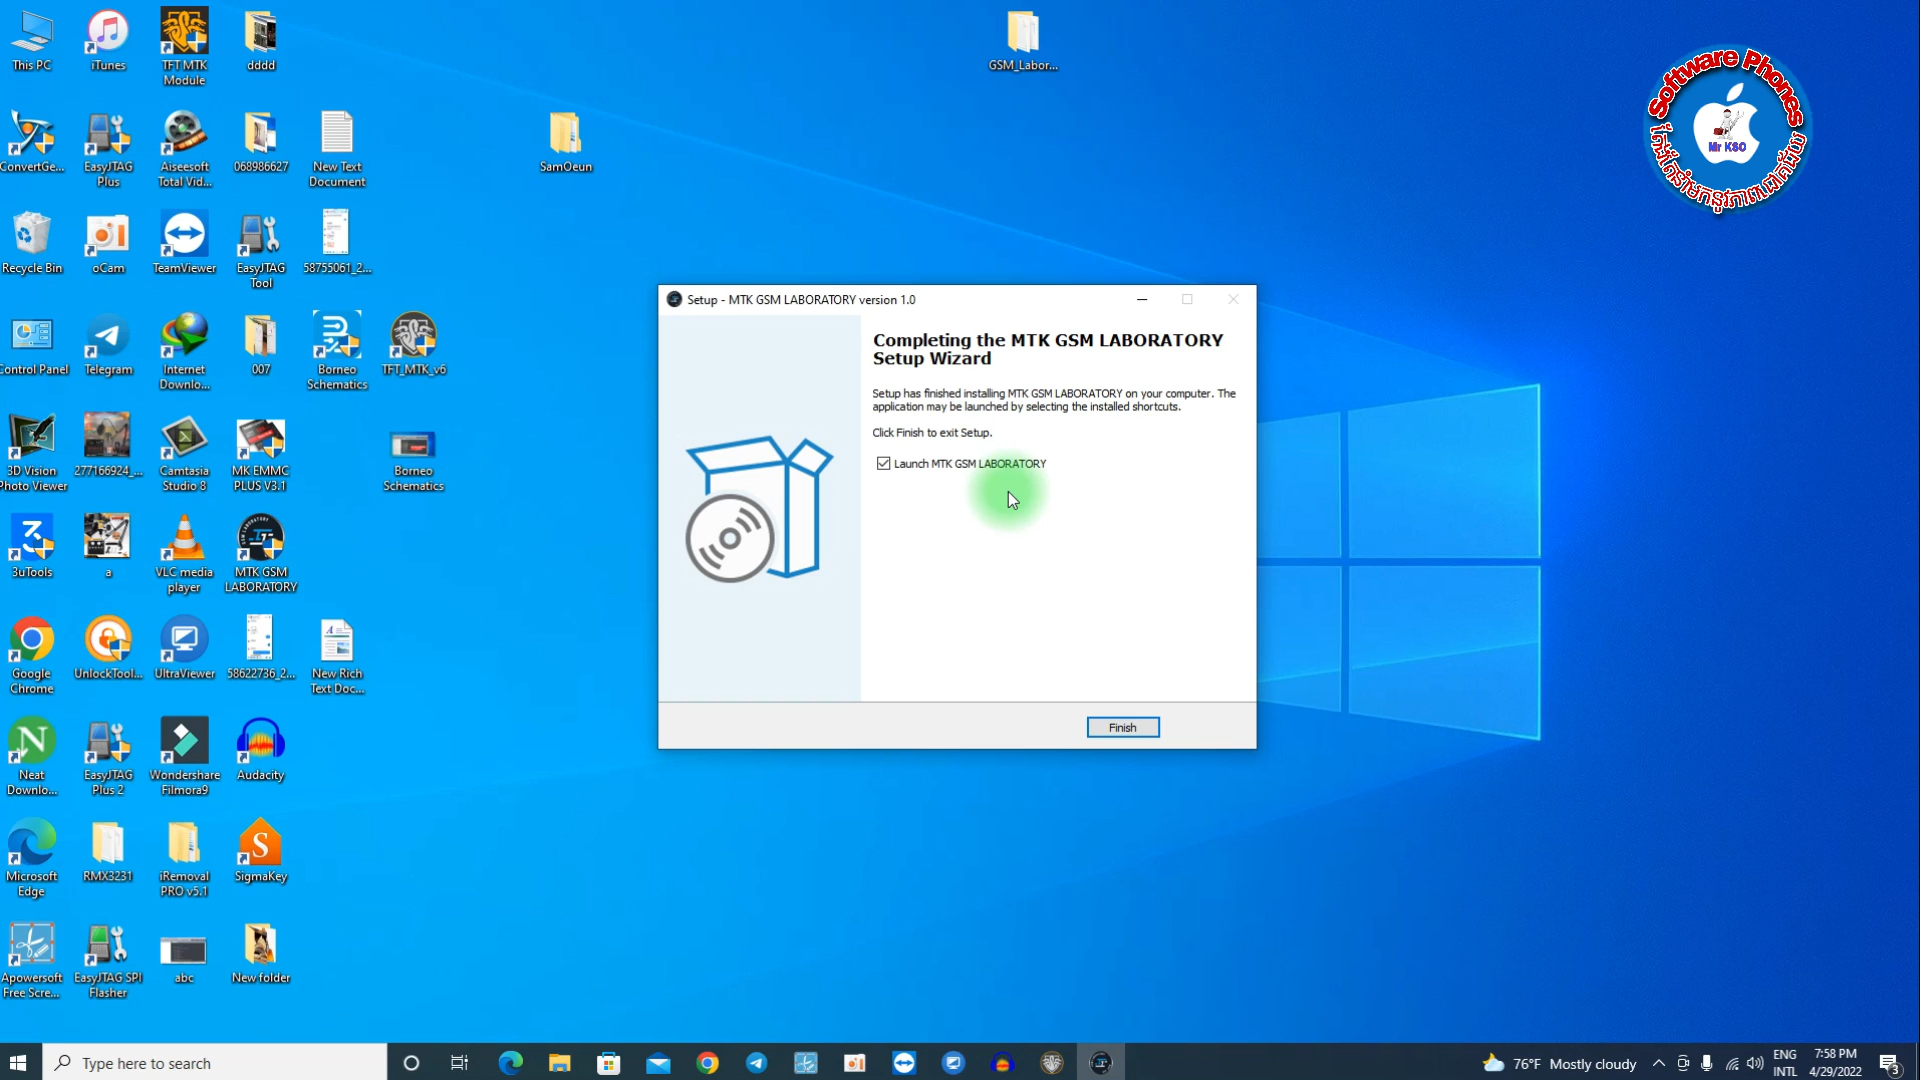 This PC
iTunes
TFT MTK
Module
dddd
GSM_Labor...
Software Phones
Mr KSO
ConvertGe...
EasyJTAG
Plus
Aiseesoft
Total Vid...
068986627
New Text
Document
SamOeun
Recycle Bin
oCam
TeamViewer
EasyJTAG
Tool
58755061_2...
Control Panel
Telegram
Internet
Downlo...
007
Borneo
Schematics
TFT_MTK_v6
3D Vision
Photo Viewer
277166924_...
Camtasia
Studio 8
MK EMMC
PLUS V3.1
Borneo
Schematics
3uTools
a
VLC media
player
MTK GSM
LABORATORY
Google
Chrome
UnlockTool...
UltraViewer
58622736_2...
New Rich
Text Doc...
Neat
Downlo...
EasyJTAG
Plus 2
Wondershare
Filmora9
Audacity
Microsoft
Edge
RMX3231
iRemoval
PRO v5.1
SigmaKey
Apowersoft
Free Scre...
EasyJTAG SPI
Flasher
abc
New folder
Setup - MTK GSM LABORATORY version 1.0
Completing the MTK GSM LABORATORY
Setup Wizard
Setup has finished installing MTK GSM LABORATORY on your computer. The
application may be launched by selecting the installed shortcuts.
Click Finish to exit Setup.
Launch MTK GSM LABORATORY
Finish
Type here to search
76°F Mostly cloudy
ENG
INTL
7:58 PM
4/29/2022
3